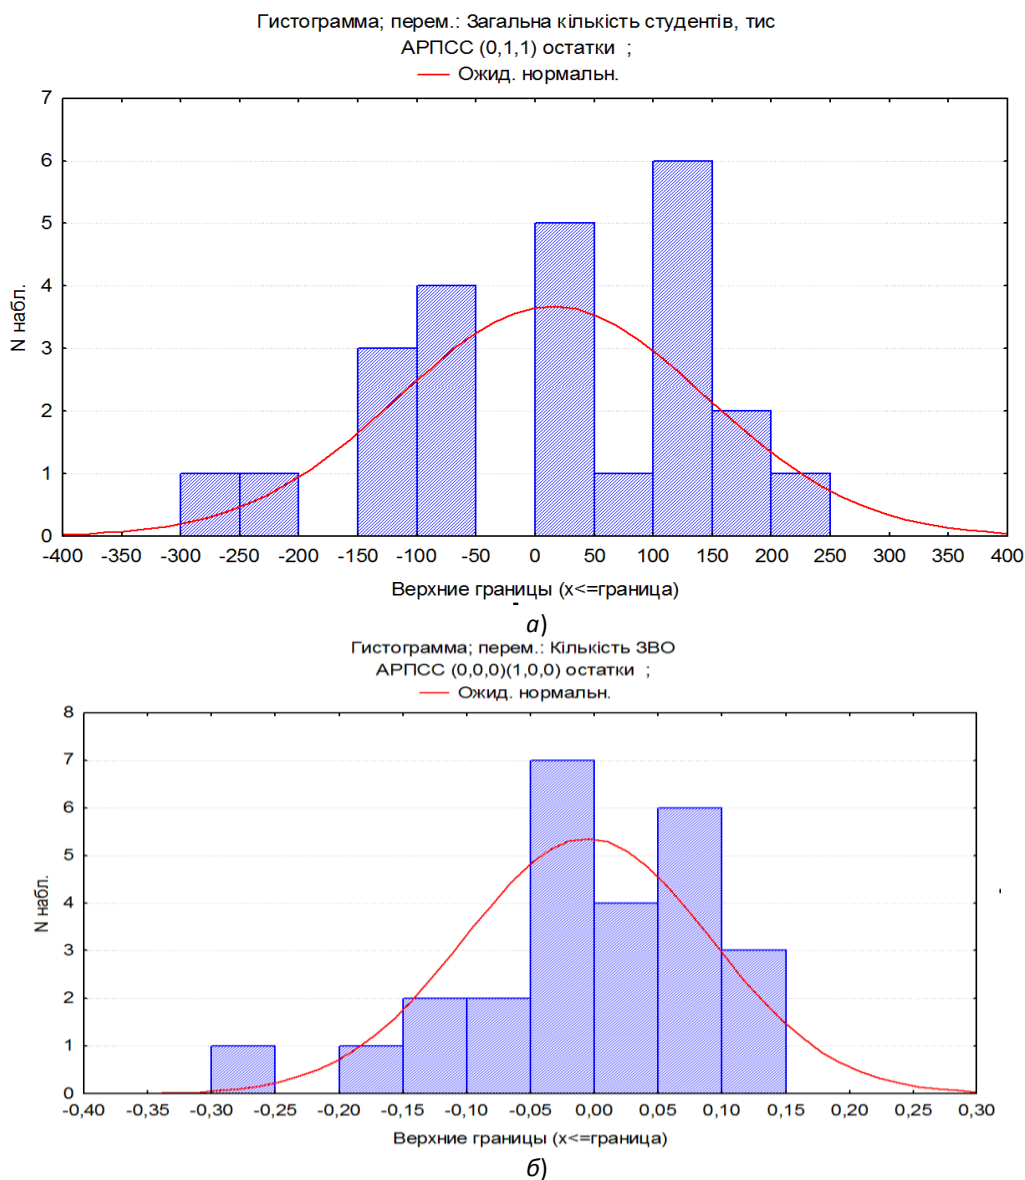 Гистограмма; перем.: Загальна кількість студентів, тис
АРПСС (0,1,1) остатки ;
Ожид. нормальн.
7
6
5
4
3
2
1
0
N набл.
-400 -350 -300 -250 -200 -150 -100 -50 0 50 100 150 200 250 300 350 400
Верхние границы (x<=граница)
а)
Гистограмма; перем.: Кількість ЗВО
АРПСС (0,0,0)(1,0,0) остатки ;
Ожид. нормальн.
8
7
6
5
4
3
2
1
0
N набл.
-0,40 -0,35 -0,30 -0,25 -0,20 -0,15 -0,10 -0,05 0,00 0,05 0,10 0,15 0,20 0,25 0,30
Верхние границы (x<=граница)
б)